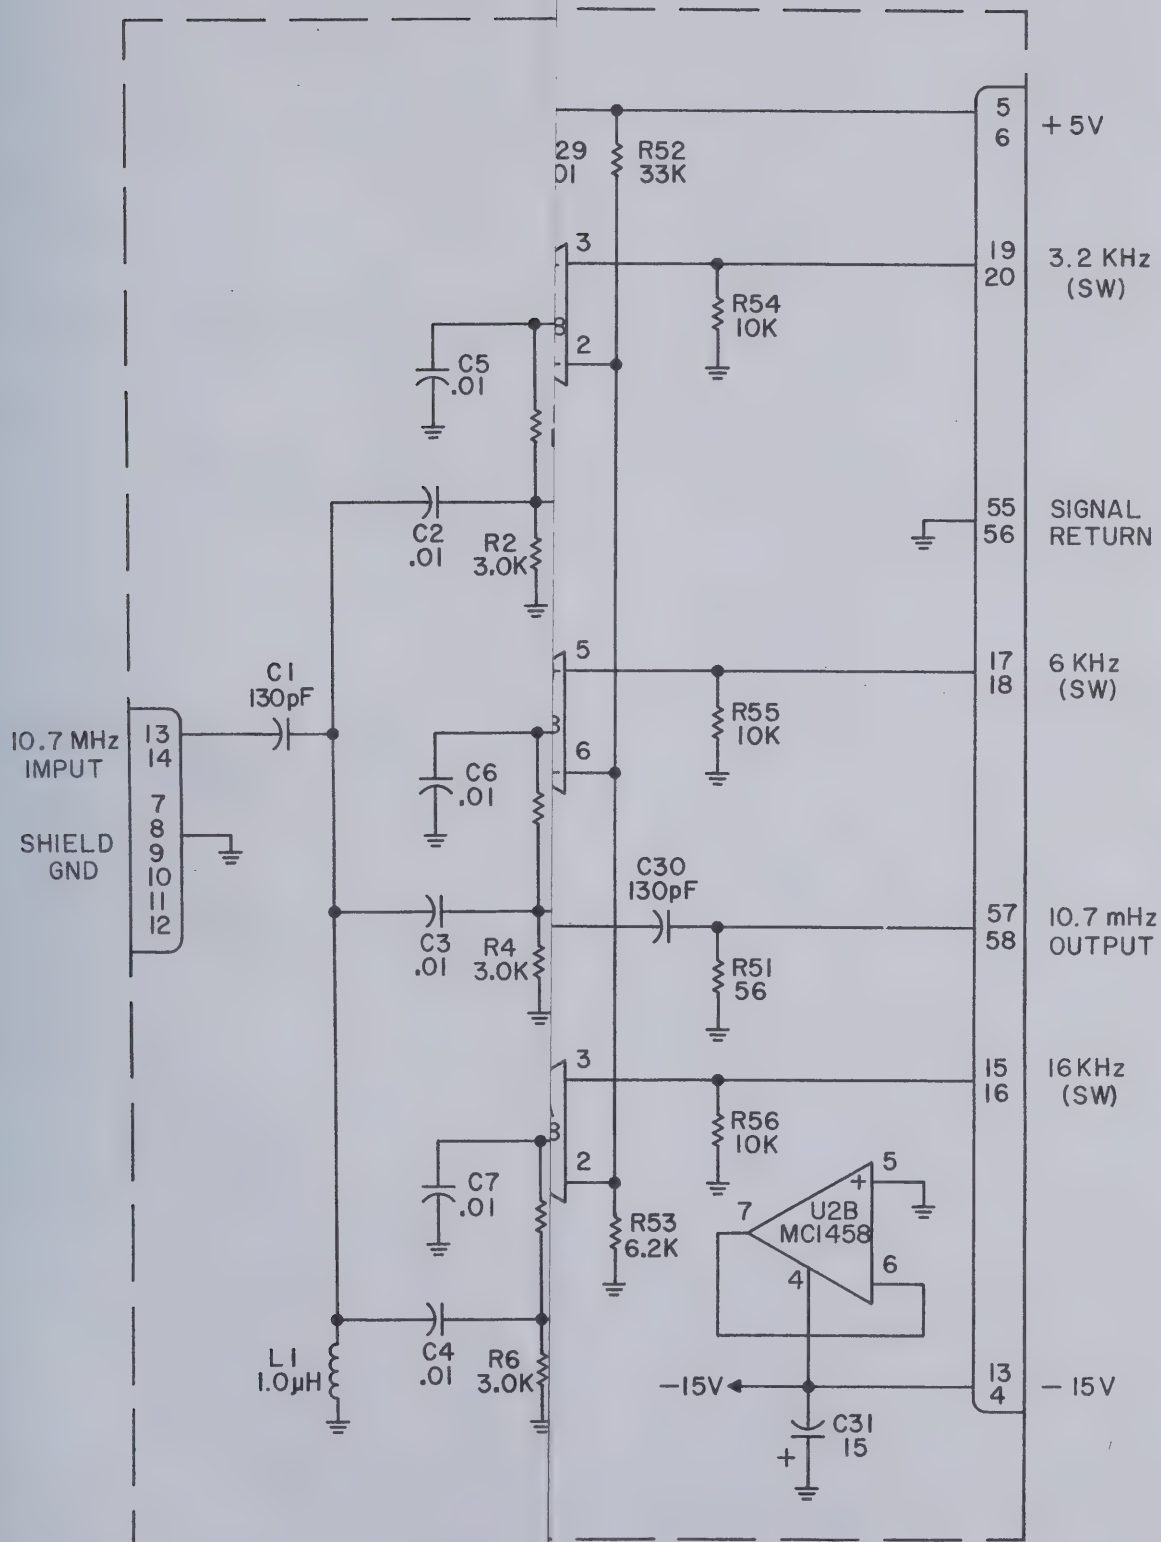 5
6
+5V
29
01
R52
33K
3
19
20
3.2 KHz
(SW)
R54
10K
8
2
C5
.01
C2
.01
R2
3.0K
55
56
SIGNAL
RETURN
5
17
18
6 KHz
(SW)
C1
130pF
R55
10K
10.7 MHz
IMPUT
13
14
7
8
9
10
11
12
SHIELD
GND
6
C6
.01
C30
130pF
57
58
10.7 mHz
OUTPUT
C3
.01
R4
3.0K
R51
56
3
15
16
16KHz
(SW)
R56
10K
2
C7
.01
R53
6.2K
7
+
5
U2B
MC1458
4
6
L1
1.0µH
C4
.01
R6
3.0K
-15V
13
4
-15V
C31
15
+